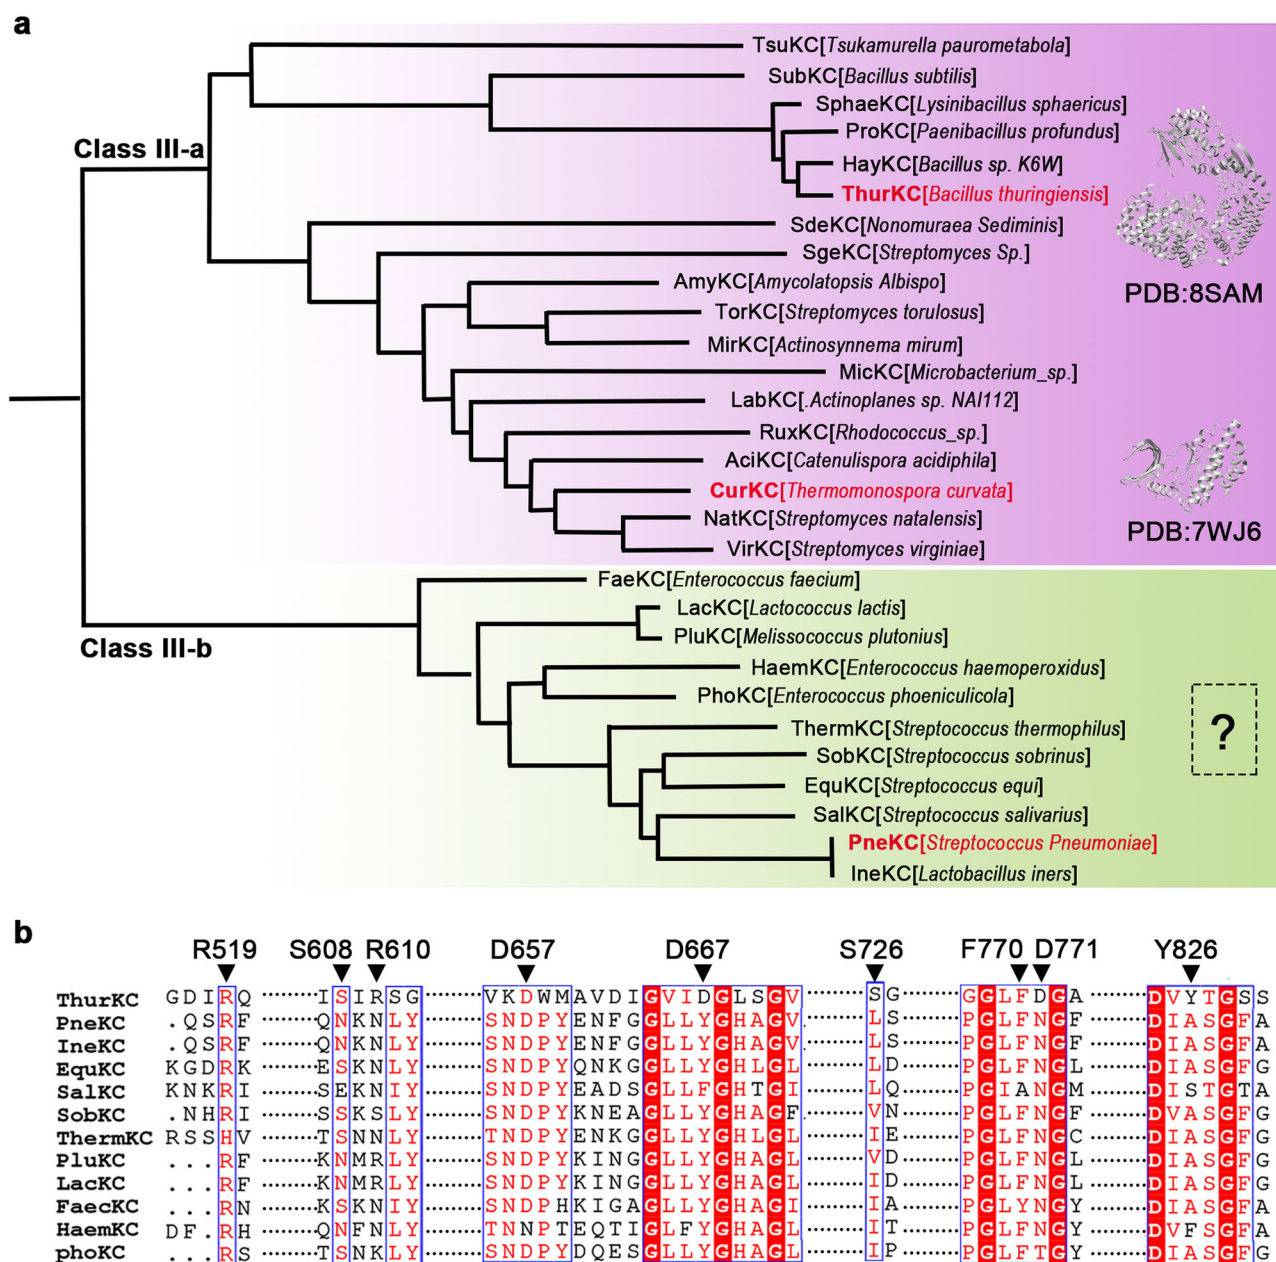 a
TsuKC[Tsukamurella paurometabola]
SubKC[Bacillus subtilis]
SphaeKC[Lysinibacillus sphaericus]
ProKC[Paenibacillus profundus]
Class III-a
HayKC[Bacillus sp. K6W]
ThurKC[Bacillus thuringiensis]
SdeKC[Nonomuraea Sediminis]
SgeKC[Streptomyces Sp.]
AmyKC[Amycolatopsis Albispo]
PDB:8SAM
TorKC[Streptomyces torulosus]
MirKC[Actinosynnema mirum]
MicKC[Microbacterium_sp.]
LabKC[.Actinoplanes sp. NAI112]
RuxKC[Rhodococcus_sp.]
AciKC[Catenulispora acidiphila]
CurKC[Thermomonospora curvata]
NatKC[Streptomyces natalensis]
PDB:7WJ6
VirKC[Streptomyces virginiae]
FaeKC[Enterococcus faecium]
LacKC[Lactococcus lactis]
PluKC[Melissococcus plutonius]
Class III-b
HaemKC[Enterococcus haemoperoxidus]
PhoKC[Enterococcus phoeniculicola]
ThermKC[Streptococcus thermophilus]
?
SobKC[Streptococcus sobrinus]
EquKC[Streptococcus equi]
SalKC[Streptococcus salivarius]
PneKC[Streptococcus Pneumoniae]
IneKC[Lactobacillus iners]
b
R519 S608 R610 D657 D667 S726 F770 D771 Y826
ThurKC GDIRQ ········ISIRSG········VKDWMAVDIGVIDGLSGV········SG········GGLFDGA········DVYTGSS
PneKC .QSRF········QNKNLY········SNDPYENFGGLLYGHAGV········LS········PGLFNGF········DIASGFA
IneKC .QSRF········QNKNLY········SNDPYENFGGLLYGHAGV········LS········PGLFNGF········DIASGFA
EquKC KGDRK········ESKNLY········SNDPYQNKGGLLYGHLGL········LD········PGLFNGL········DIASGFG
SalKC KNKRI········SEKNIY········SNDPYEADSGLLFGHTGI········LQ········PGIANGM········DISTGTA
SobKC .NHRI········SSKSLY········SNDPYKNEAGLLYGHAGF········VN········PGLFNGF········DVASGFG
ThermKC RSSHV········TSNNLY········TNDPYENKGGLLYGHLGL········IE········PGLFNGC········DIASGFG
PluKC ...RF········KNMRLY········SNDPYKINGGLLYGHAGL········VD········PGLFNGL········DIASGFG
LacKC ...RF········KNMRLY········SNDPYKINGGLLYGHAGL········ID········PGLFNGL········DIASGFG
FaecKC ...RN········KSKNIY········SNDPHKIGAGLLYGHAGL········IA········PGLYNGY········DIASGFA
HaemKC DF.RH········QNFNLY········TNNPTEQTIGLFYGHAGL········IT········PGLFNGY········DVFSGFA
phoKC ...RS········TSNKLY········SNDPYDQESGLLYGHAGL········IP········PGLFTGY········DIASGFG